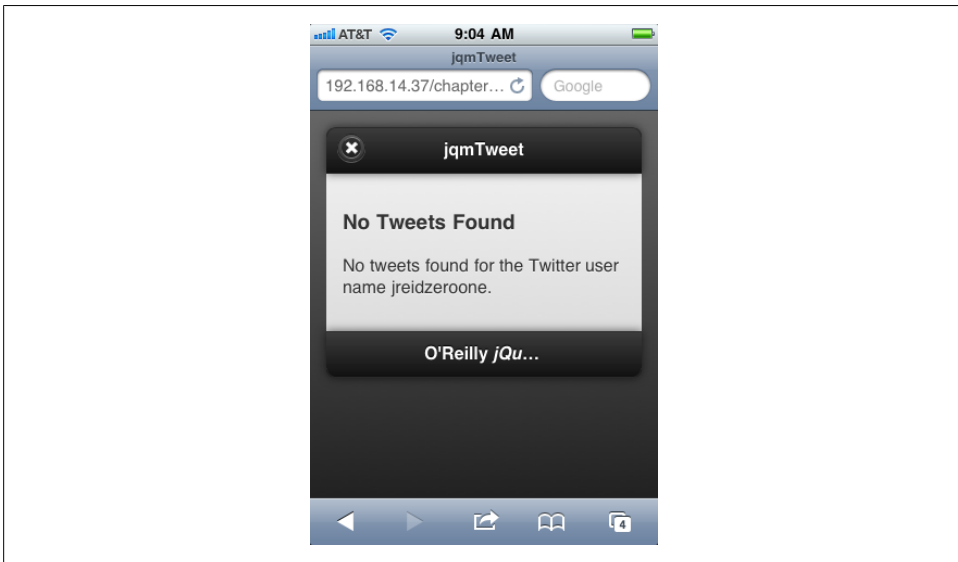 AT&T 9:04 AM
jqmTweet
192.168.14.37/chapter... Google
jqmTweet
No Tweets Found
No tweets found for the Twitter user
name jreidzeroone.
O'Reilly jQu...
4